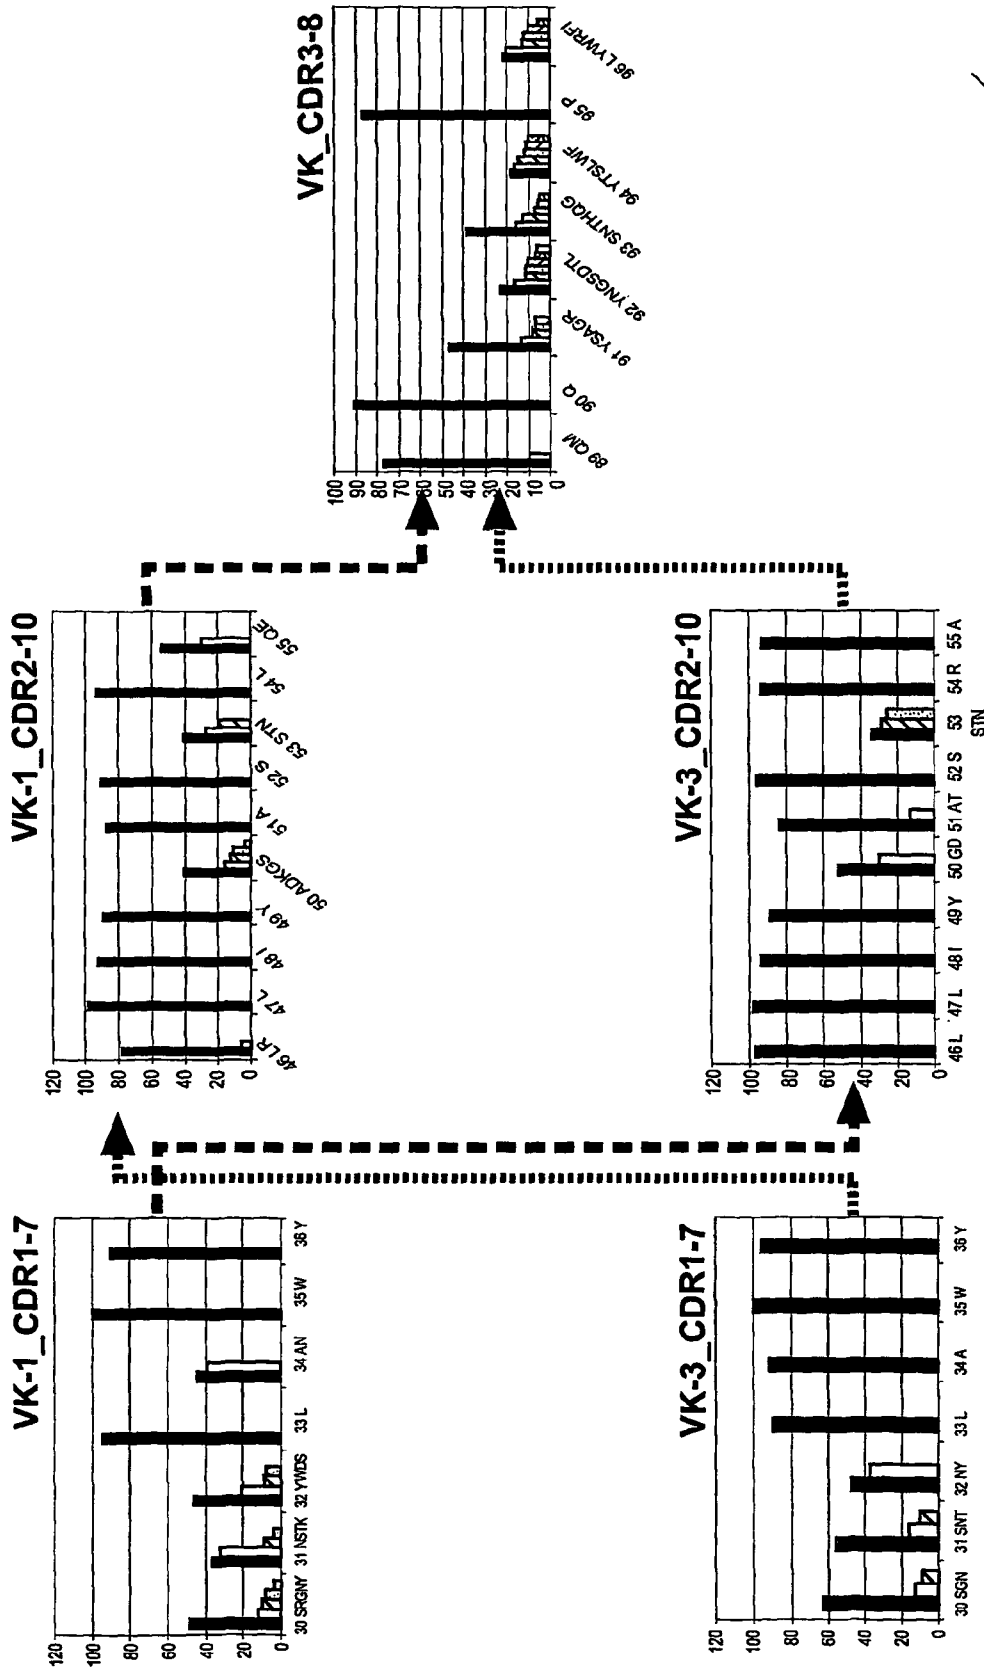 VK-1_CDR1-7
120
100
80
60
40
20
0
30 SRGNY
31 NSTK
32 YWDS
33 L
34 AN
35 W
36 Y
VK-1_CDR2-10
120
100
80
60
40
20
0
46 LR
47 L
48 I
49 Y
50 ADKGS
51 A
52 S
53 STN
54 L
55 QE
VK_CDR3-8
100
90
80
70
60
50
40
30
20
10
0
89 QM
90 Q
91 YSAGR
92 YNGSDTL
93 SNTHQG
94 YTSLWF
95 P
96 LYWRFI
VK-3_CDR1-7
120
100
80
60
40
20
0
30 SGN
31 SNT
32 NY
33 L
34 A
35 W
36 Y
VK-3_CDR2-10
120
100
80
60
40
20
0
46 L
47 L
48 I
49 Y
50 GD
51 AT
52 S
53
STN
54 R
55 A